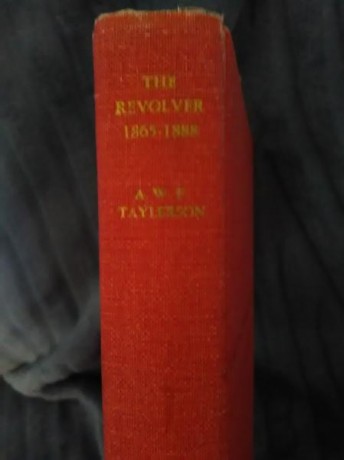 THE
REVOLVER
1865-1888
A. W. F.
TAYLERSON